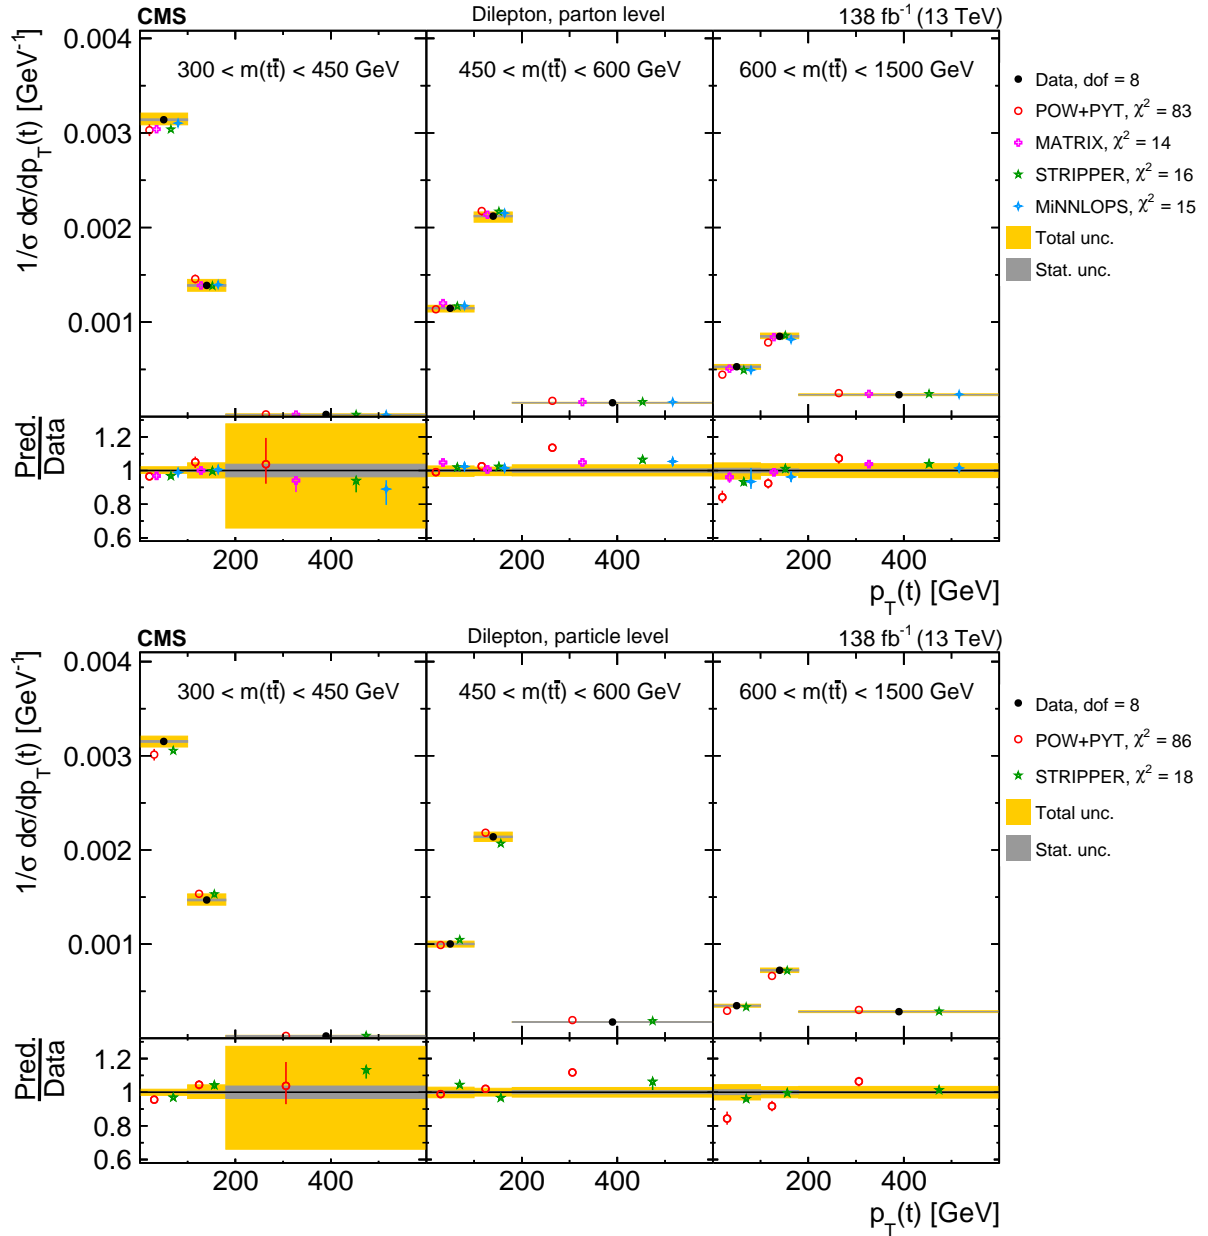 CMS Dilepton, parton level 138 fb⁻¹ (13 TeV)
300 < m(tt̄) < 450 GeV 450 < m(tt̄) < 600 GeV 600 < m(tt̄) < 1500 GeV
1/σ dσ/dp_T(t) [GeV⁻¹]
0.004
0.003
0.002
0.001
Data, dof = 8
POW+PYT, χ² = 83
MATRIX, χ² = 14
STRIPPER, χ² = 16
MiNNLOPS, χ² = 15
Total unc.
Stat. unc.
Pred.
Data
1.2
1
0.8
0.6
200 400 200 400 200 400
p_T(t) [GeV]
CMS Dilepton, particle level 138 fb⁻¹ (13 TeV)
300 < m(tt̄) < 450 GeV 450 < m(tt̄) < 600 GeV 600 < m(tt̄) < 1500 GeV
1/σ dσ/dp_T(t) [GeV⁻¹]
0.004
0.003
0.002
0.001
Data, dof = 8
POW+PYT, χ² = 86
STRIPPER, χ² = 18
Total unc.
Stat. unc.
Pred.
Data
1.2
1
0.8
0.6
200 400 200 400 200 400
p_T(t) [GeV]